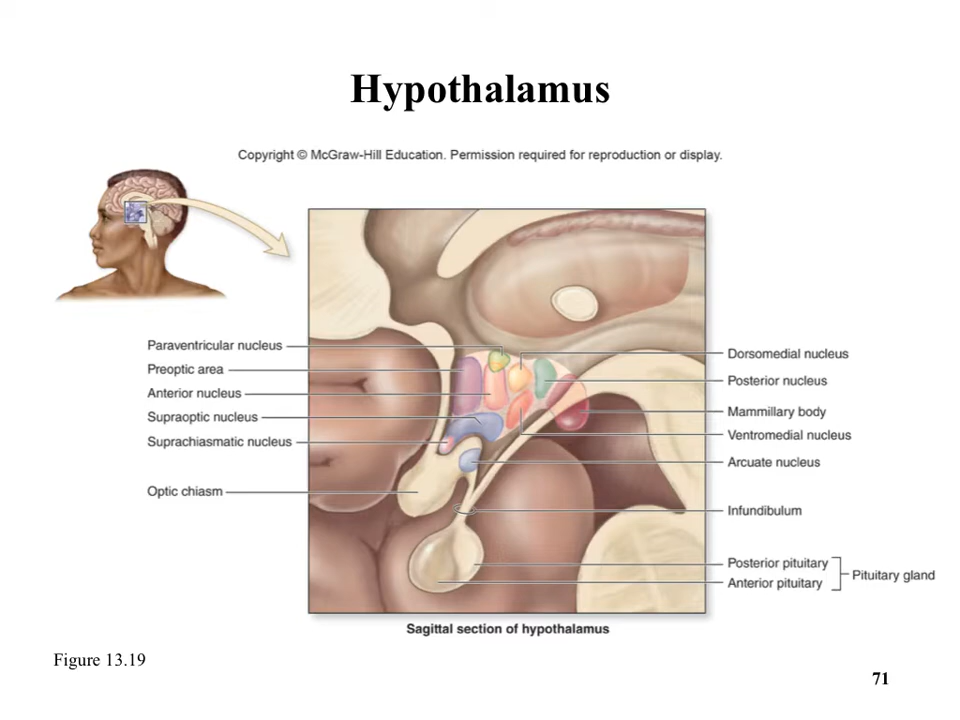 Hypothalamus
Copyright © McGraw-Hill Education. Permission required for reproduction or display.
Paraventricular nucleus
Preoptic area
Anterior nucleus
Supraoptic nucleus
Suprachiasmatic nucleus
Optic chiasm
Dorsomedial nucleus
Posterior nucleus
Mammillary body
Ventromedial nucleus
Arcuate nucleus
Infundibulum
Posterior pituitary
Anterior pituitary
Pituitary gland
Sagittal section of hypothalamus
Figure 13.19
71